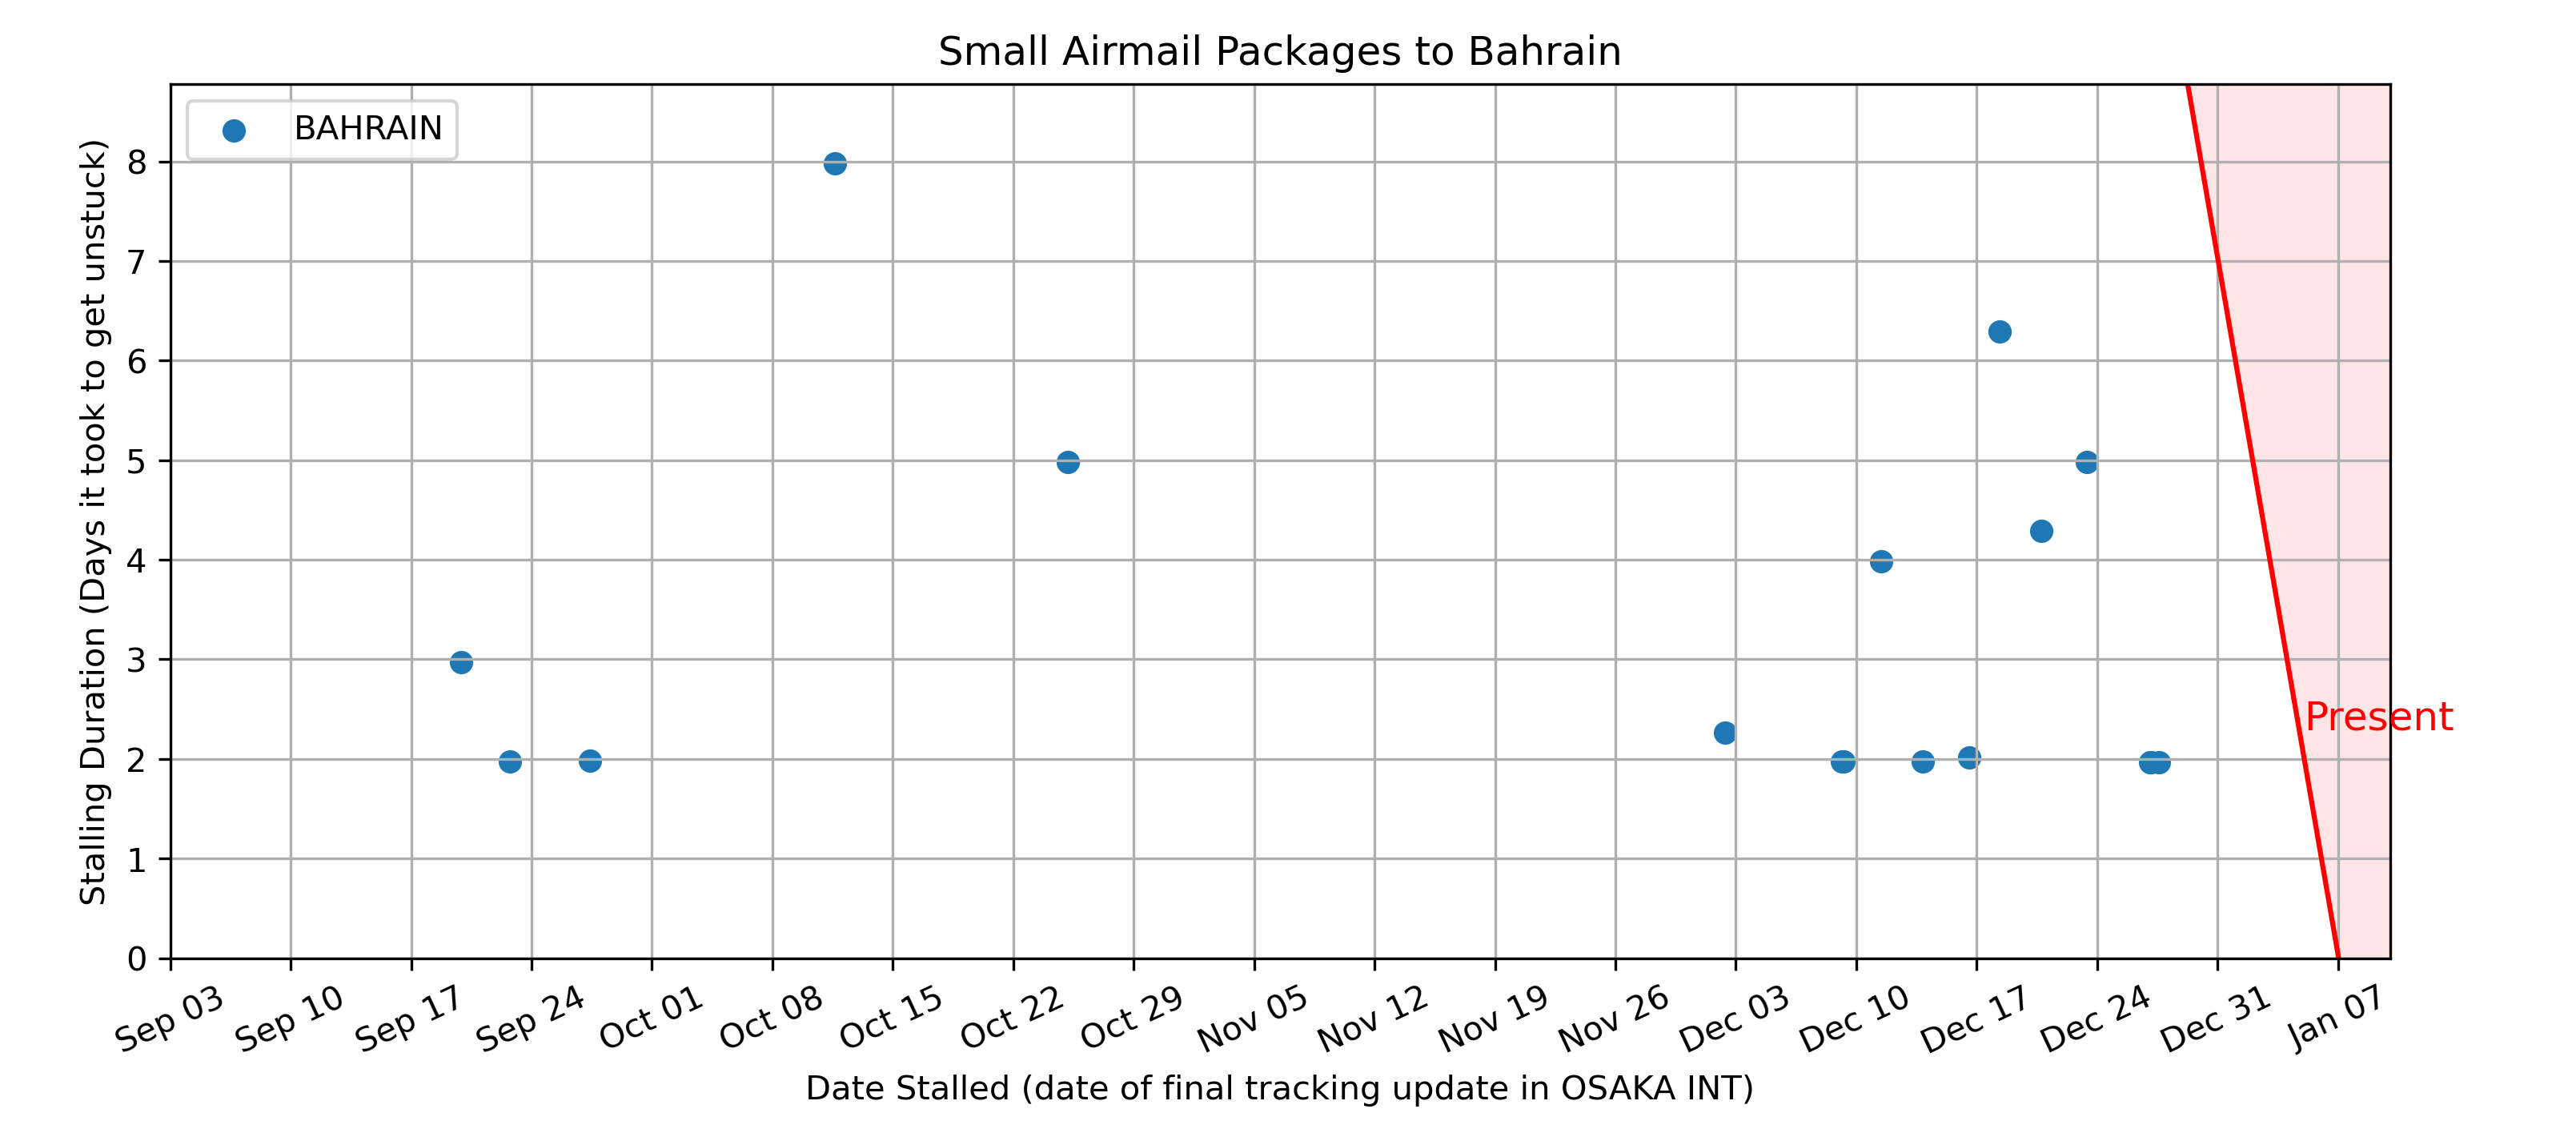 Small Airmail Packages to Bahrain
BAHRAIN
Stalling Duration (Days it took to get unstuck)
8
7
6
5
4
3
2
1
0
Present
Sep 03
Sep 10
Sep 17
Sep 24
Oct 01
Oct 08
Oct 15
Oct 22
Oct 29
Nov 05
Nov 12
Nov 19
Nov 26
Dec 03
Dec 10
Dec 17
Dec 24
Dec 31
Jan 07
Date Stalled (date of final tracking update in OSAKA INT)